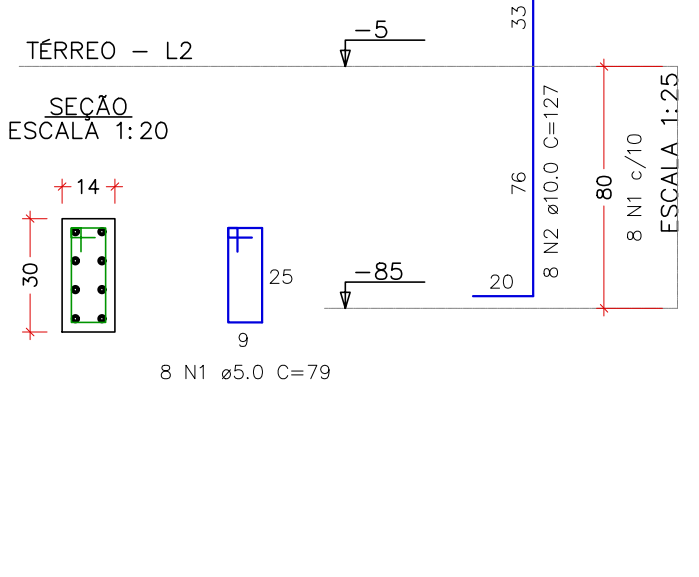 33
-5
TÉRREO - L2
SEÇÃO
ESCALA 1:20
14
30
25
9
8 N1 ø5.0 C=79
-85
20
76
8 N2 ø10.0 C=127
80
8 N1 c/10
ESCALA 1:25